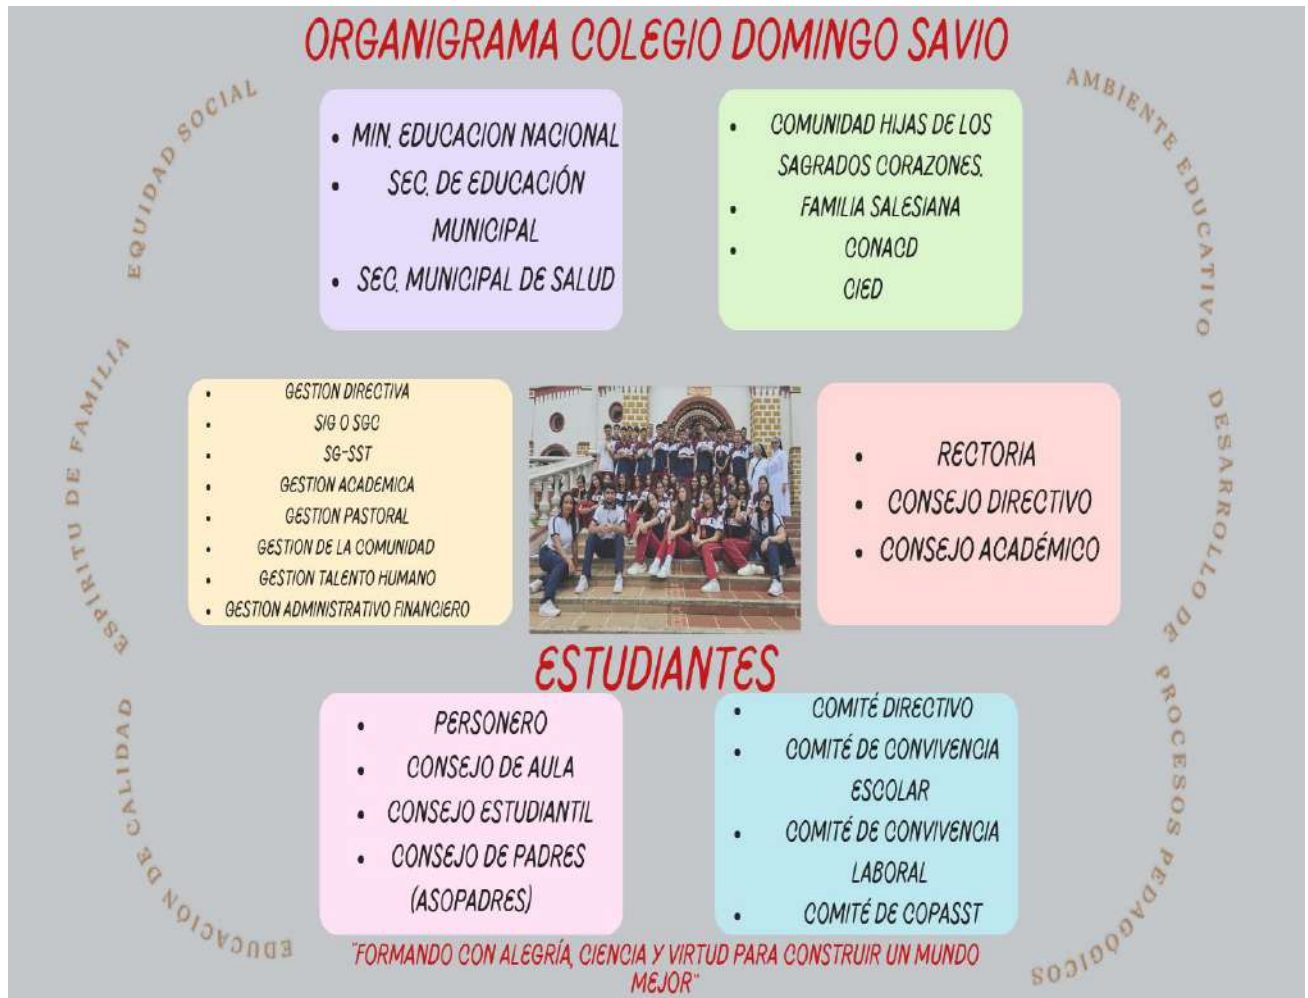 ORGANIGRAMA COLEGIO DOMINGO SAVIO
EQUIDAD SOCIAL
AMBIENTE EDUCATIVO
• MIN. EDUCACION NACIONAL
• SEC. DE EDUCACIÓN
MUNICIPAL
• SEC. MUNICIPAL DE SALUD
• COMUNIDAD HIJAS DE LOS
SAGRADOS CORAZONES.
• FAMILIA SALESIANA
• CONACD
CIED
ESPIRITU DE FAMILIA
DESARROLLO DE
• GESTION DIRECTIVA
• SIG O SGC
• SG-SST
• GESTION ACADEMICA
• GESTION PASTORAL
• GESTION DE LA COMUNIDAD
• GESTION TALENTO HUMANO
• GESTION ADMINISTRATIVO FINANCIERO
• RECTORIA
• CONSEJO DIRECTIVO
• CONSEJO ACADÉMICO
ESTUDIANTES
EDUCACIÓN DE CALIDAD
PROCESOS PEDAGÓGICOS
• PERSONERO
• CONSEJO DE AULA
• CONSEJO ESTUDIANTIL
• CONSEJO DE PADRES
(ASOPADRES)
• COMITÉ DIRECTIVO
• COMITÉ DE CONVIVENCIA
ESCOLAR
• COMITÉ DE CONVIVENCIA
LABORAL
• COMITÉ DE COPASST
"FORMANDO CON ALEGRÍA, CIENCIA Y VIRTUD PARA CONSTRUIR UN MUNDO
MEJOR"